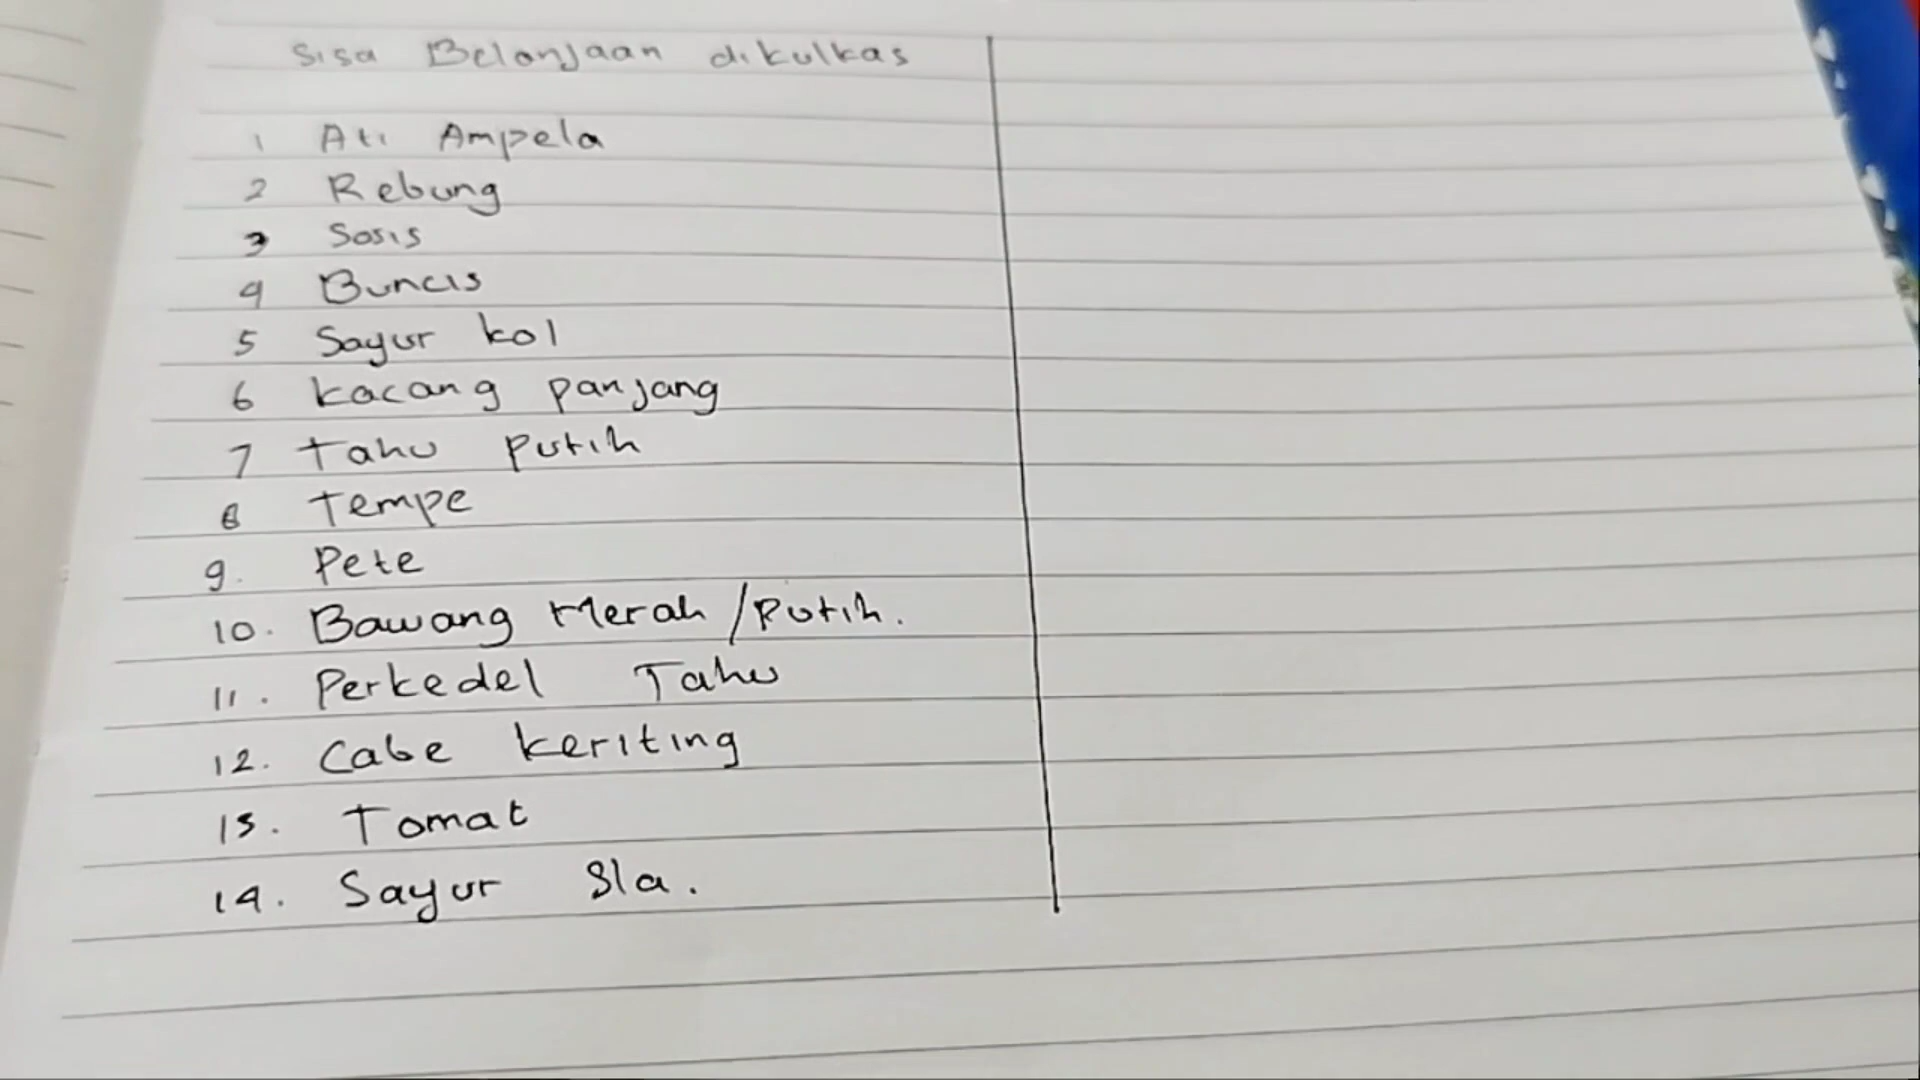 Sisa Belanjaan dikulkas
1 Ati Ampela
2 Rebung
3 Sosis
4 Buncis
5 Sayur kol
6 kacang panjang
7 Tahu Putih
8 Tempe
9. Pete
10. Bawang Merah / Putih.
11. Perkedel Tahu
12. Cabe keriting
13. Tomat
14. Sayur Sla.